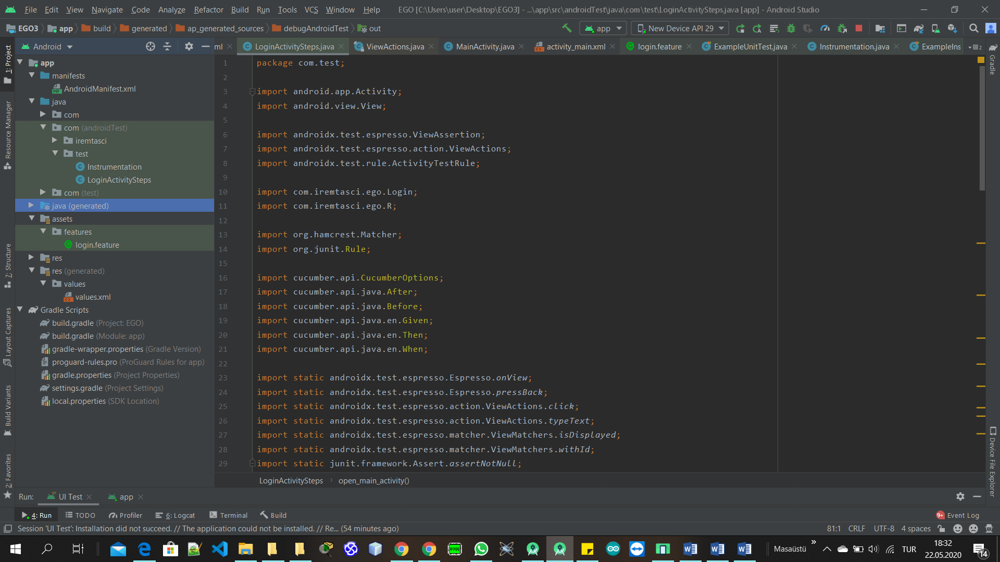 File Edit View Navigate Code Analyze Refactor Build Run Tools VCS Window Help EGO [C:\Users\user\Desktop\EGO3] - ...\app\src\androidTest\java\com\test\LoginActivitySteps.java [app] - Android Studio
EGO3 app build generated ap_generated_sources debugAndroidTest out app New Device API 29
Android ml LoginActivitySteps.java ViewActions.java MainActivity.java activity_main.xml login.feature ExampleUnitTest.java Instrumentation.java ExampleIns 2
1: Project
Resource Manager
7: Structure
Layout Captures
Build Variants
2: Favorites
app
manifests
AndroidManifest.xml
java
com
com (androidTest)
iremtasci
test
Instrumentation
LoginActivitySteps
com (test)
java (generated)
assets
features
login.feature
res
res (generated)
values
values.xml
Gradle Scripts
build.gradle (Project: EGO)
build.gradle (Module: app)
gradle-wrapper.properties (Gradle Version)
proguard-rules.pro (ProGuard Rules for app)
gradle.properties (Project Properties)
settings.gradle (Project Settings)
local.properties (SDK Location)
1 package com.test;
2
3 import android.app.Activity;
4 import android.view.View;
5
6 import androidx.test.espresso.ViewAssertion;
7 import androidx.test.espresso.action.ViewActions;
8 import androidx.test.rule.ActivityTestRule;
9
10 import com.iremtasci.ego.Login;
11 import com.iremtasci.ego.R;
12
13 import org.hamcrest.Matcher;
14 import org.junit.Rule;
15
16 import cucumber.api.CucumberOptions;
17 import cucumber.api.java.After;
18 import cucumber.api.java.Before;
19 import cucumber.api.java.en.Given;
20 import cucumber.api.java.en.Then;
21 import cucumber.api.java.en.When;
22
23 import static androidx.test.espresso.Espresso.onView;
24 import static androidx.test.espresso.Espresso.pressBack;
25 import static androidx.test.espresso.action.ViewActions.click;
26 import static androidx.test.espresso.action.ViewActions.typeText;
27 import static androidx.test.espresso.matcher.ViewMatchers.isDisplayed;
28 import static androidx.test.espresso.matcher.ViewMatchers.withId;
29 import static junit.framework.Assert.assertNotNull;
LoginActivitySteps open_main_activity()
Gradle
Device File Explorer
Run: UI Test app
4: Run TODO Profiler 6: Logcat Terminal Build 9+ Event Log
Session 'UI Test': Installation did not succeed. // The application could not be installed. // Re... (54 minutes ago) 81:1 CRLF UTF-8 4 spaces
Masaüstü TUR 18:32
22.05.2020 14